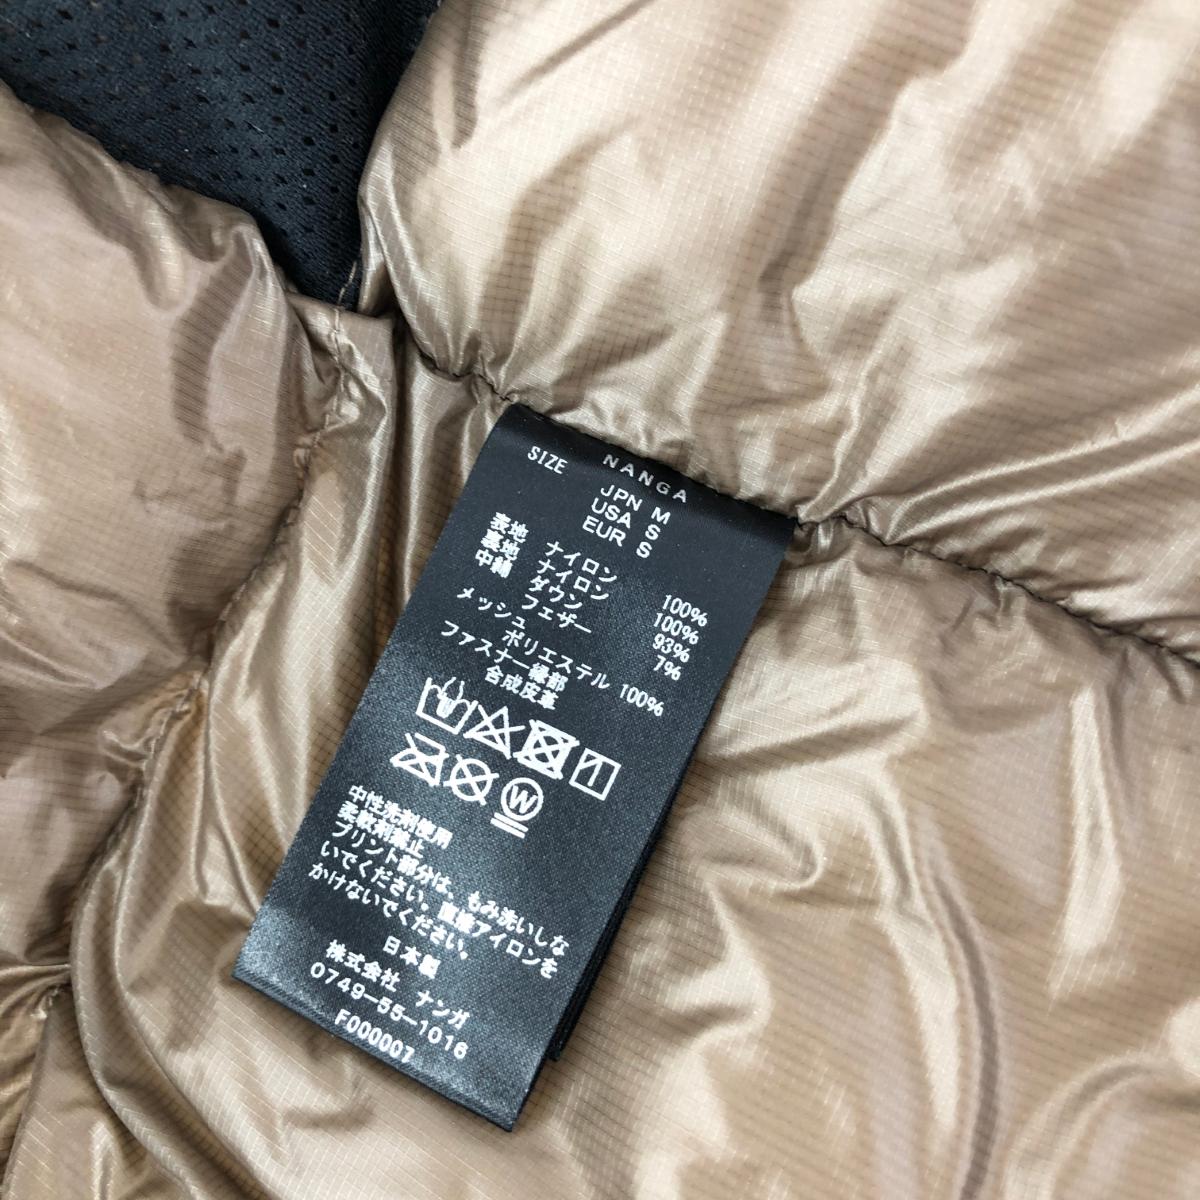 NANGA
SIZE
JPN M
USA S
EUR S
表地 ナイロン 100%
裏地 ナイロン 100%
中綿 ダウン 93%
フェザー 7%
メッシュ ポリエステル 100%
ファスナー縁部
合成皮革
W
中性洗剤使用
柔軟剤禁止
プリント部分は、もみ洗いしな
いでください。直接アイロンを
かけないでください。
日本製
株式会社 ナンガ
0749-55-1016
F000007